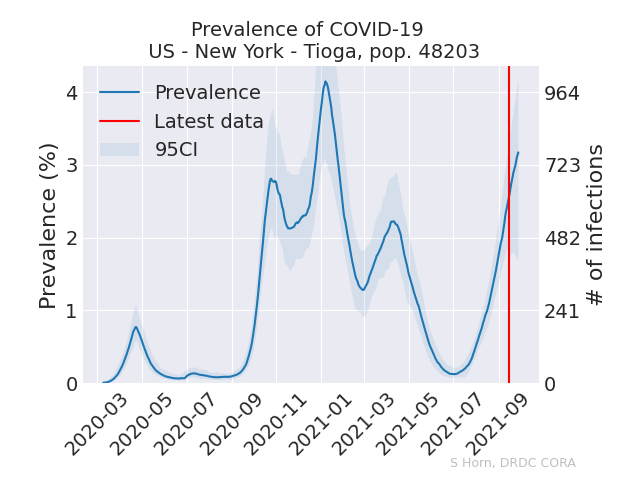 Prevalence of COVID-19
US - New York - Tioga, pop. 48203
Prevalence
Latest data
95CI
Prevalence (%)
4
3
2
1
0
964
723
482
241
0
# of infections
2020-03
2020-05
2020-07
2020-09
2020-11
2021-01
2021-03
2021-05
2021-07
2021-09
S Horn, DRDC CORA